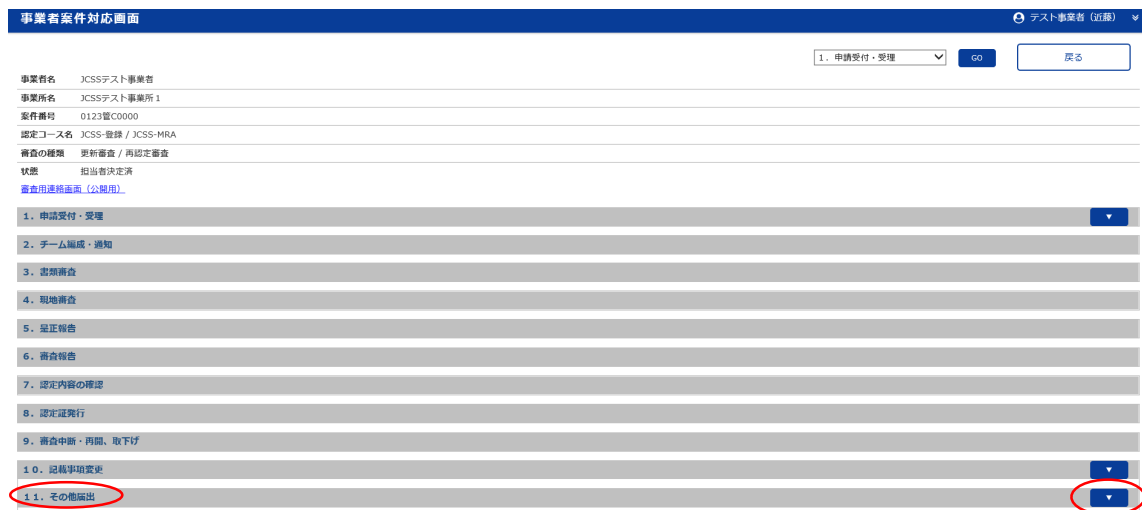 事業者案件対応画面
テスト事業者（近藤）
1．申請受付・受理
GO
戻る
事業者名 JCSSテスト事業者
事業所名 JCSSテスト事業所１
案件番号 0123管C0000
認定コース名 JCSS-登録 / JCSS-MRA
審査の種類 更新審査 / 再認定審査
状態 担当者決定済
審査用連絡画面（公開用）
１．申請受付・受理
２．チーム編成・通知
３．書類審査
４．現地審査
５．是正報告
６．審査報告
７．認定内容の確認
８．認定証発行
９．審査中断・再開、取下げ
１０．記載事項変更
１１．その他届出